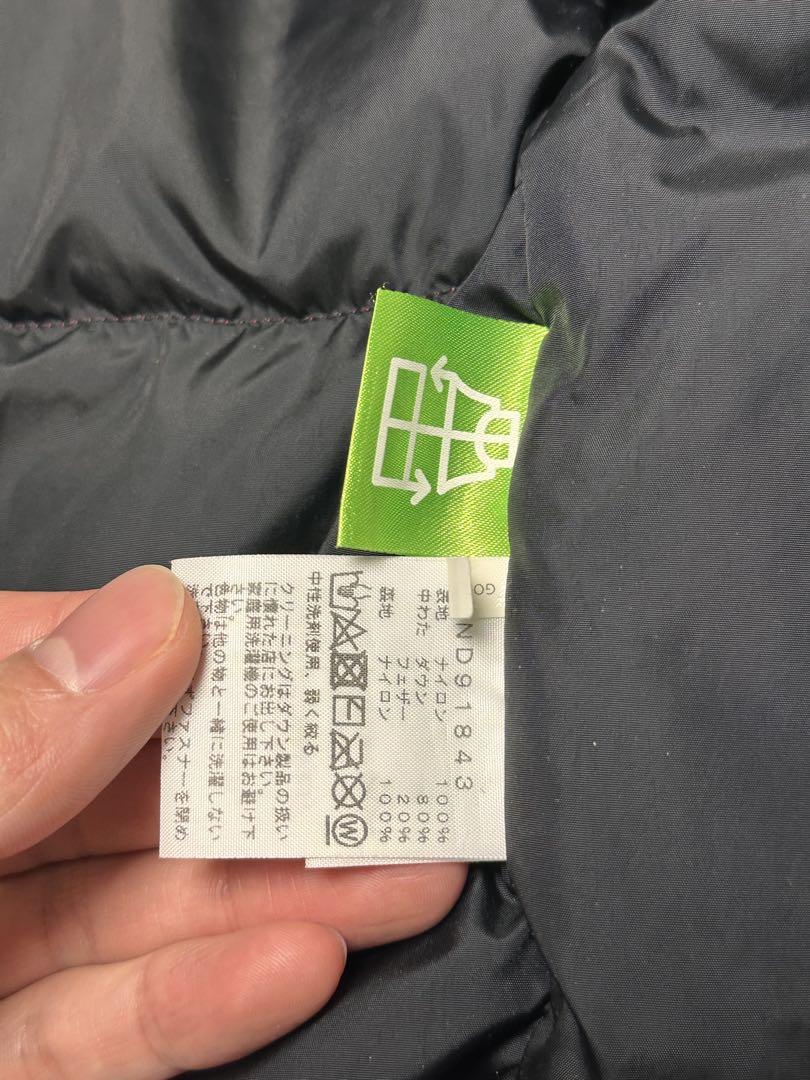 GO
ND91843
表地 ナイロン 100%
中わた ダウン 80%
フェザー 20%
裏地 ナイロン 100%
W
中性洗剤使用、弱く絞る
クリーニングはダウン製品の扱い
に慣れた店にお出し下さい。
家庭用洗濯機のご使用はお避け下
さい。
色物は他の物と一緒に洗濯しない
で下さい。
ファスナーを閉め
さい。